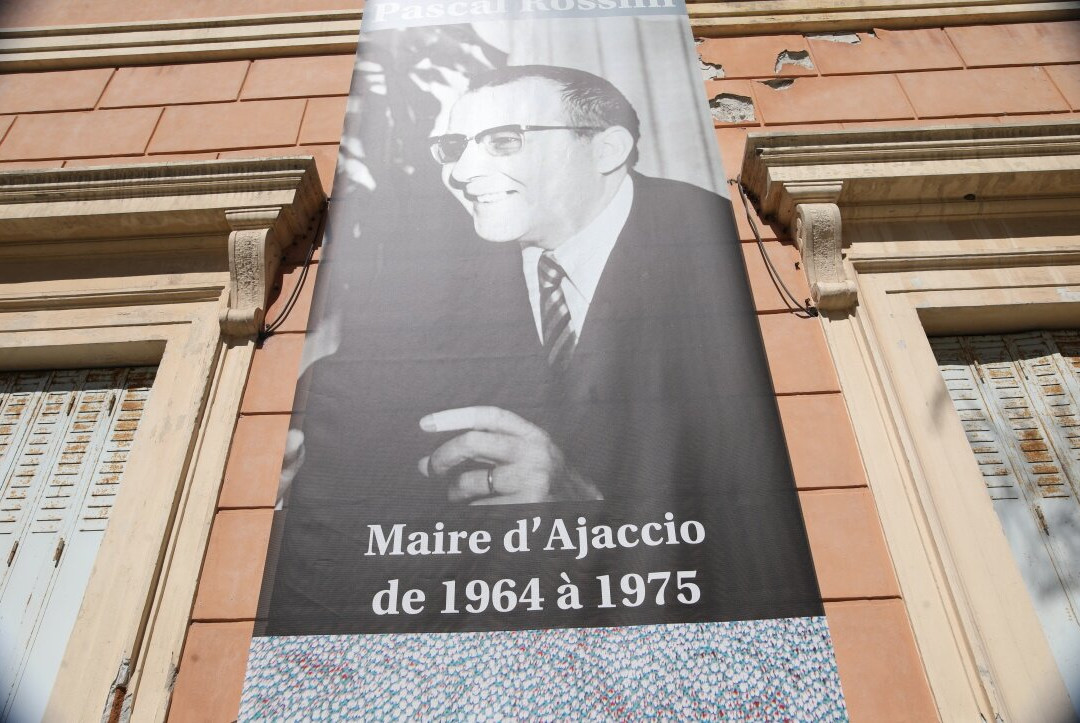 Pascal Rossini
Maire d'Ajaccio
de 1964 à 1975